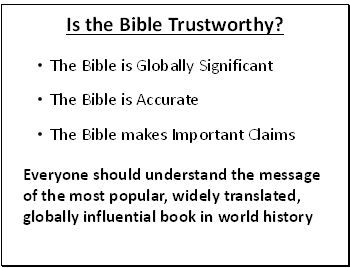 Is the Bible Trustworthy?
• The Bible is Globally Significant
• The Bible is Accurate
• The Bible makes Important Claims
Everyone should understand the message
of the most popular, widely translated,
globally influential book in world history